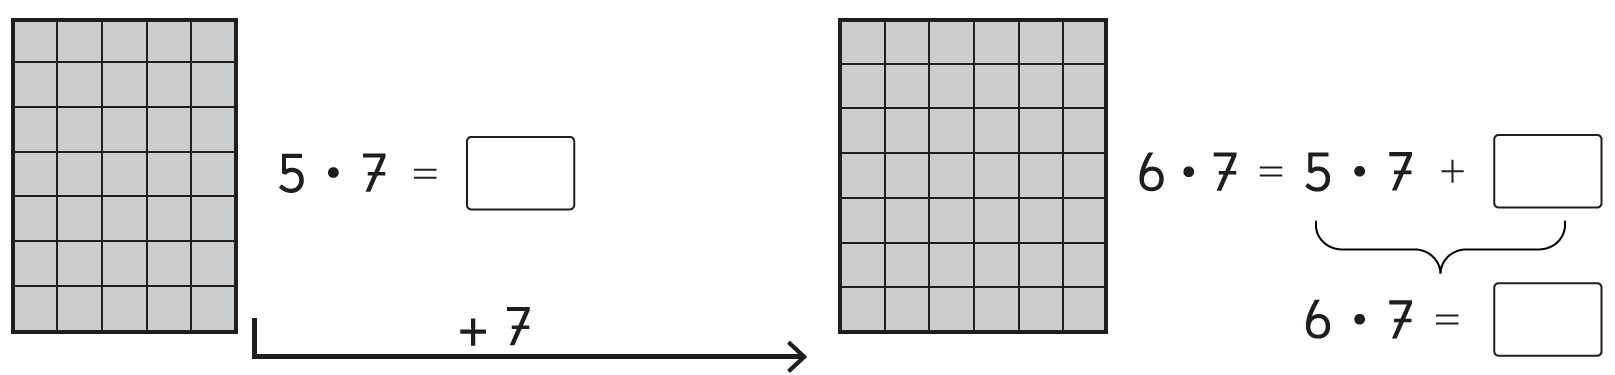 5 • 7 =
+ 7
6 • 7 = 5 • 7 +
6 • 7 =